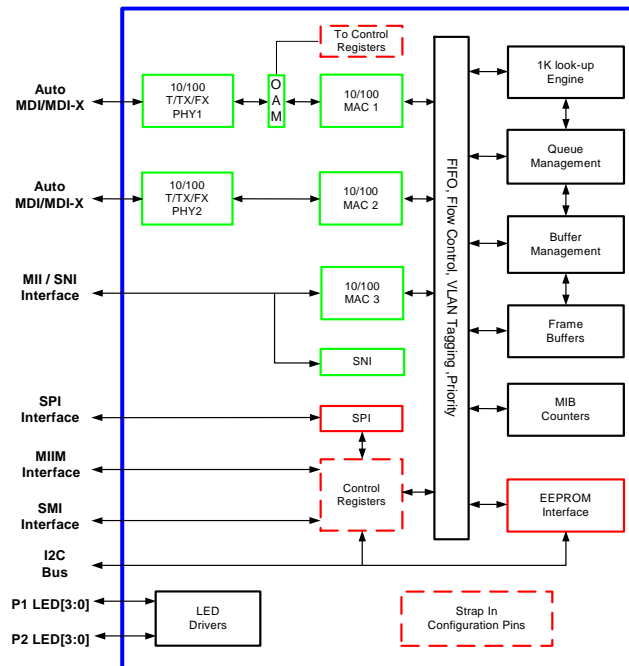 To Control
Registers
Auto
MDI/MDI-X
10/100
T/TX/FX
PHY1
O
A
M
10/100
MAC 1
1K look-up
Engine
Auto
MDI/MDI-X
10/100
T/TX/FX
PHY2
10/100
MAC 2
Queue
Management
FIFO, Flow Control, VLAN Tagging ,Priority
Buffer
Management
MII / SNI
Interface
10/100
MAC 3
Frame
Buffers
SNI
SPI
Interface
SPI
MIB
Counters
MIIM
Interface
Control
Registers
EEPROM
Interface
SMI
Interface
I2C
Bus
P1 LED[3:0]
P2 LED[3:0]
LED
Drivers
Strap In
Configuration Pins